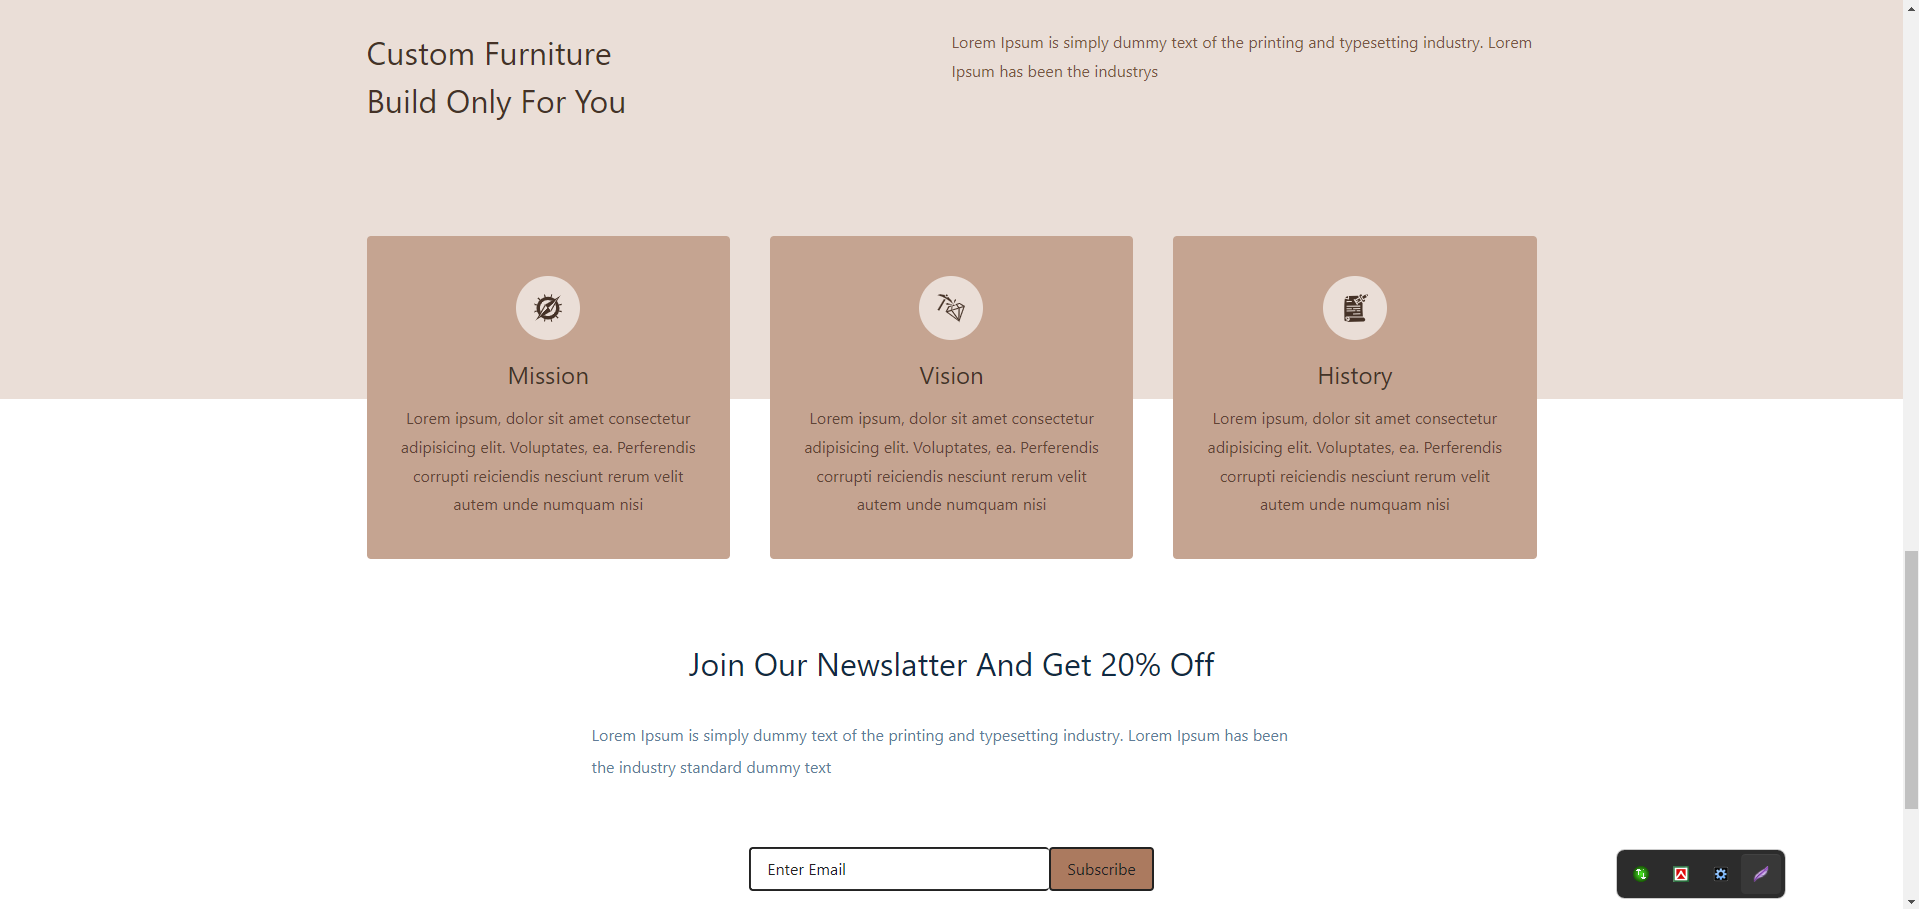 Custom Furniture
Build Only For You
Lorem Ipsum is simply dummy text of the printing and typesetting industry. Lorem
Ipsum has been the industrys
Mission
Lorem ipsum, dolor sit amet consectetur
adipisicing elit. Voluptates, ea. Perferendis
corrupti reiciendis nesciunt rerum velit
autem unde numquam nisi
Vision
Lorem ipsum, dolor sit amet consectetur
adipisicing elit. Voluptates, ea. Perferendis
corrupti reiciendis nesciunt rerum velit
autem unde numquam nisi
History
Lorem ipsum, dolor sit amet consectetur
adipisicing elit. Voluptates, ea. Perferendis
corrupti reiciendis nesciunt rerum velit
autem unde numquam nisi
Join Our Newslatter And Get 20% Off
Lorem Ipsum is simply dummy text of the printing and typesetting industry. Lorem Ipsum has been
the industry standard dummy text
Enter Email
Subscribe